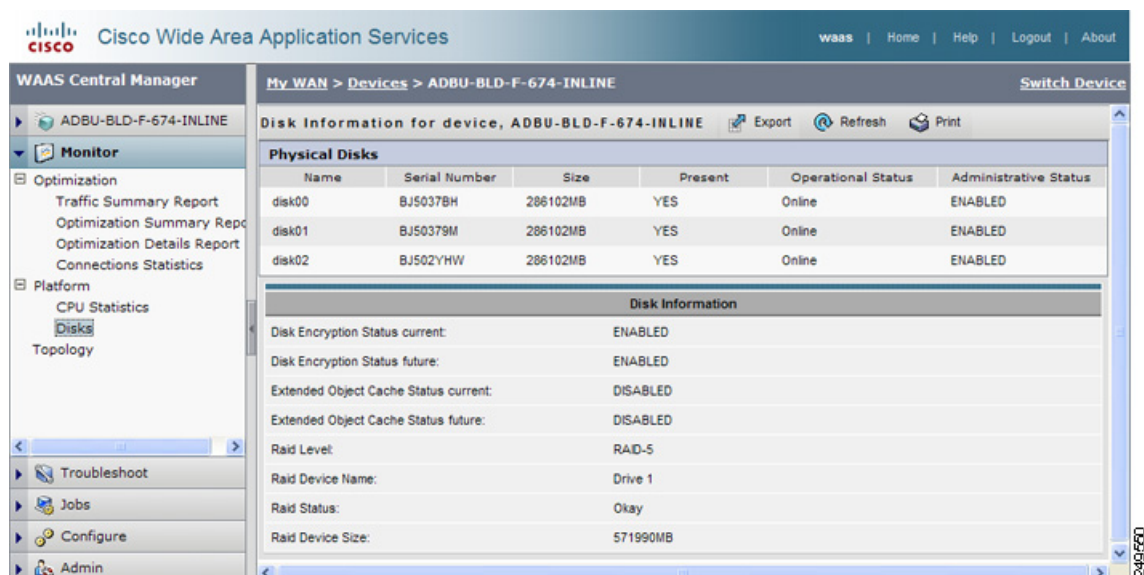 CISCO Cisco Wide Area Application Services waas | Home | Help | Logout | About
WAAS Central Manager My WAN > Devices > ADBU-BLD-F-674-INLINE Switch Device
ADBU-BLD-F-674-INLINE Disk Information for device, ADBU-BLD-F-674-INLINE Export Refresh Print
Monitor
Optimization
Traffic Summary Report
Optimization Summary Repo
Optimization Details Report
Connections Statistics
Platform
CPU Statistics
Disks
Topology
Troubleshoot
Jobs
Configure
Admin
Physical Disks
Name Serial Number Size Present Operational Status Administrative Status
disk00 BJ5037BH 286102MB YES Online ENABLED
disk01 BJ50379M 286102MB YES Online ENABLED
disk02 BJ502YHW 286102MB YES Online ENABLED
Disk Information
Disk Encryption Status current: ENABLED
Disk Encryption Status future: ENABLED
Extended Object Cache Status current: DISABLED
Extended Object Cache Status future: DISABLED
Raid Level: RAID-5
Raid Device Name: Drive 1
Raid Status: Okay
Raid Device Size: 571990MB
249550